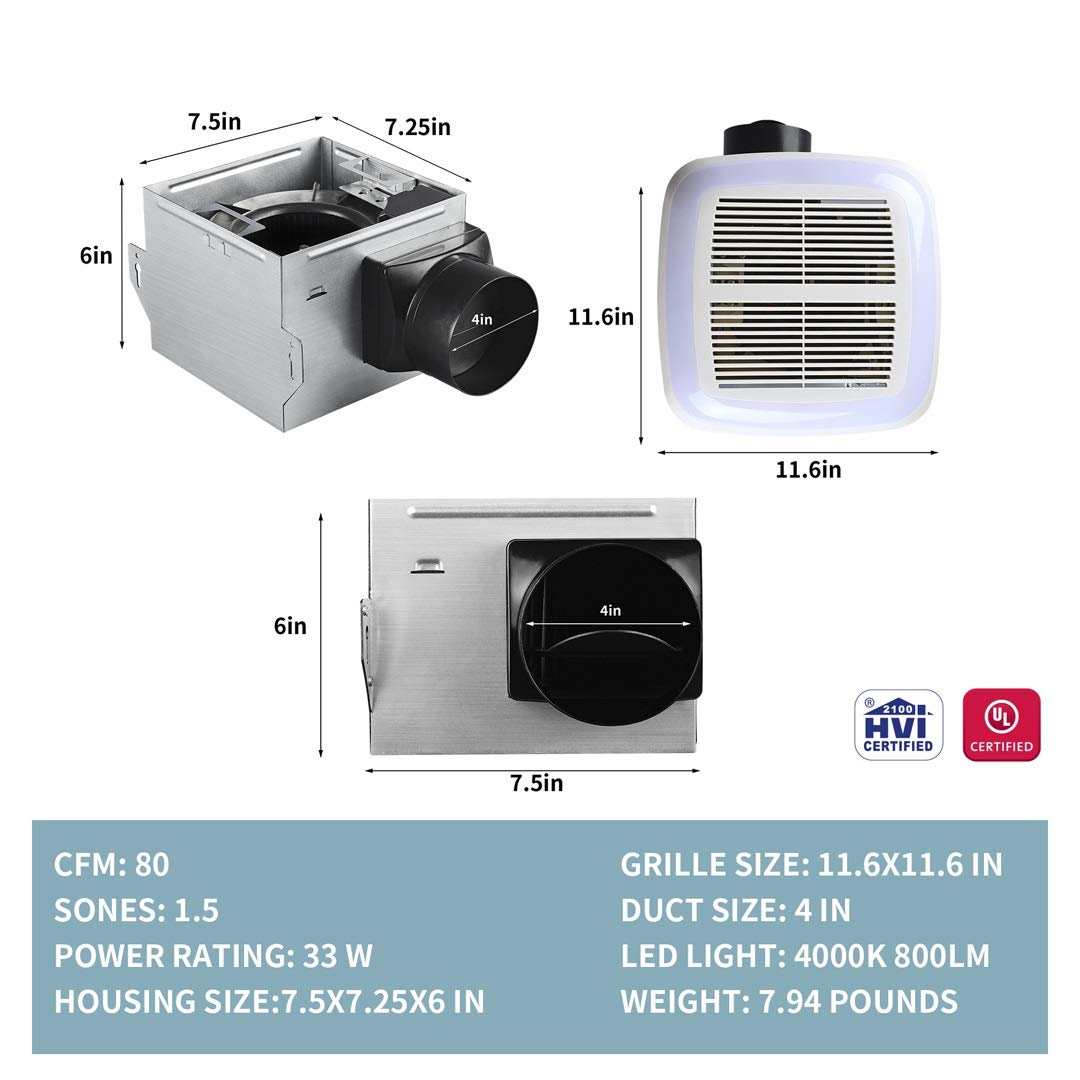 7.5in
7.25in
6in
4in
11.6in
11.6in
6in
4in
7.5in
® 2100
HVI
CERTIFIED
UL
CERTIFIED
CFM: 80
SONES: 1.5
POWER RATING: 33 W
HOUSING SIZE:7.5X7.25X6 IN
GRILLE SIZE: 11.6X11.6 IN
DUCT SIZE: 4 IN
LED LIGHT: 4000K 800LM
WEIGHT: 7.94 POUNDS